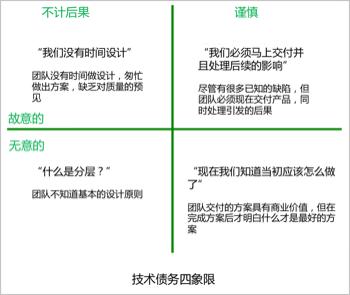 不计后果
谨慎
“我们没有时间设计”
团队没有时间做设计，匆忙
做出方案，缺乏对质量的预
见
“我们必须马上交付并
且处理后续的影响”
尽管有很多已知的缺陷，但
团队必须现在交付产品，同
时处理引发的后果
故意的
无意的
“什么是分层？”
团队不知道基本的设计原则
“现在我们知道当初应该怎么做
了”
团队交付的方案具有商业价值，但在
完成方案后才明白什么才是最好的方
案
技术债务四象限